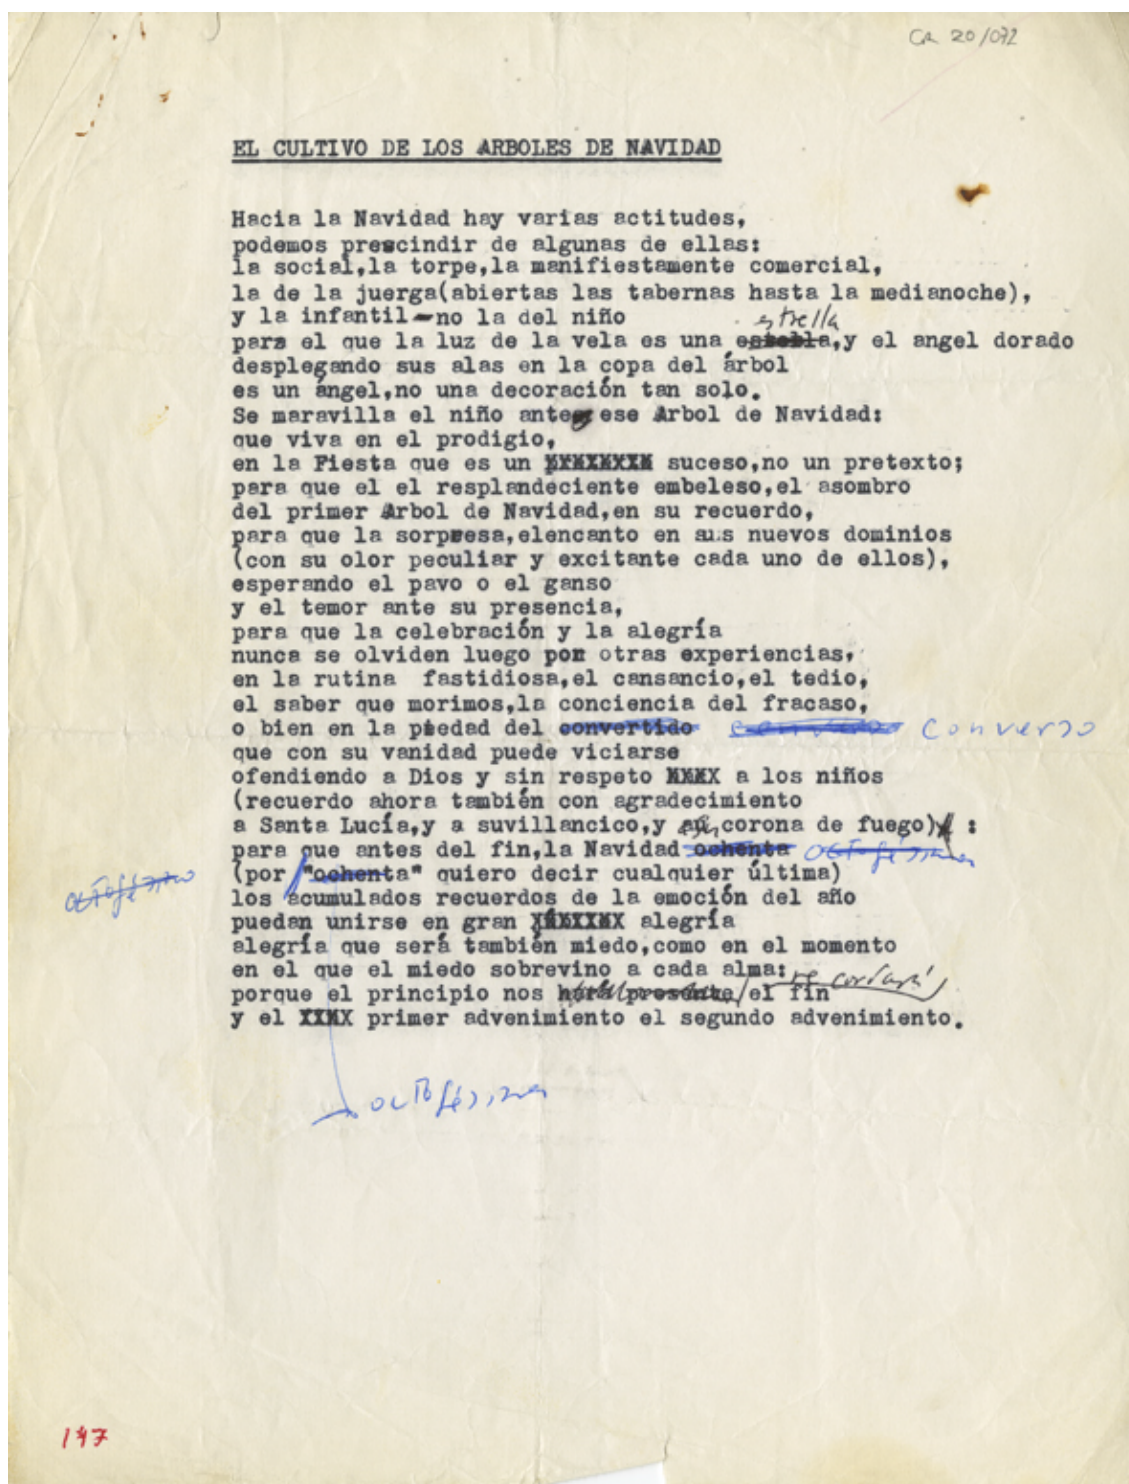 CR 20/072
EL CULTIVO DE LOS ARBOLES DE NAVIDAD
Hacia la Navidad hay varias actitudes,
podemos prescindir de algunas de ellas:
la social,la torpe,la manifiestamente comercial,
la de la juerga(abiertas las tabernas hasta la medianoche),
y la infantil-no la del niño
estrella
para el que la luz de la vela es una ,y el angel dorado
desplegando sus alas en la copa del árbol
es un ángel,no una decoración tan solo.
Se maravilla el niño ante ese Arbol de Navidad:
que viva en el prodigio,
en la Fiesta que es un XXXXXXXX suceso,no un pretexto;
para que el el resplandeciente embeleso,el asombro
del primer Arbol de Navidad,en su recuerdo,
para que la sorpresa,elencanto en sus nuevos dominios
(con su olor peculiar y excitante cada uno de ellos),
esperando el pavo o el ganso
y el temor ante su presencia,
para que la celebración y la alegría
nunca se olviden luego por otras experiencias,
en la rutina fastidiosa,el cansancio,el tedio,
el saber que morimos,la conciencia del fracaso,
o bien en la piedad del convertido converso
que con su vanidad puede viciarse
ofendiendo a Dios y sin respeto XXXX a los niños
(recuerdo ahora también con agradecimiento
a Santa Lucía,y a suvillancico,y su corona de fuego) :
para que antes del fin,la Navidad ochenta octogésima
(por "ochenta" quiero decir cualquier última)
octogésimo
los acumulados recuerdos de la emoción del año
puedan unirse en gran XXXXXXX alegría
alegría que será también miedo,como en el momento
en el que el miedo sobrevino a cada alma:
recordará
porque el principio nos hará presente el fin
y el XXXX primer advenimiento el segundo advenimiento.
octogésima
147